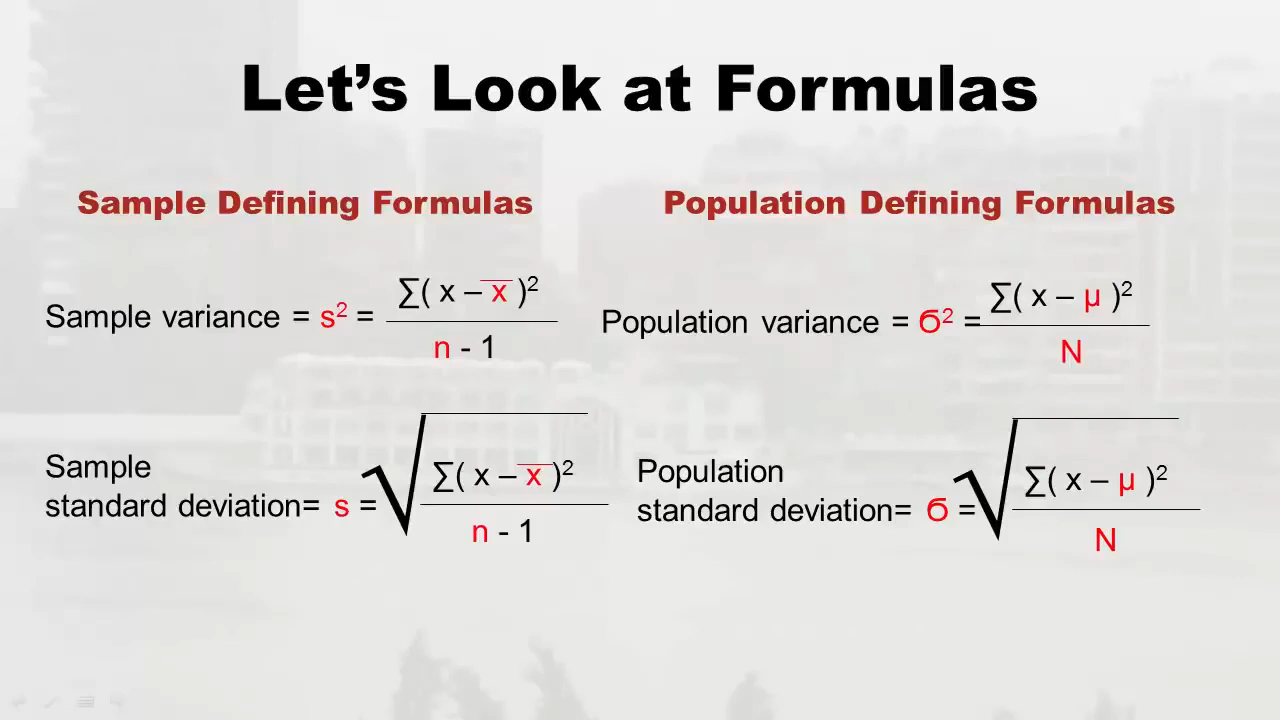 Let’s Look at Formulas
Sample Defining Formulas
Sample variance = s² = ∑( x – x̅ )² / n - 1
Sample
standard deviation= s = √ ∑( x – x̅ )² / n - 1
Population Defining Formulas
Population variance = Ϭ² = ∑( x – µ )² / N
Population
standard deviation= Ϭ = √ ∑( x – µ )² / N